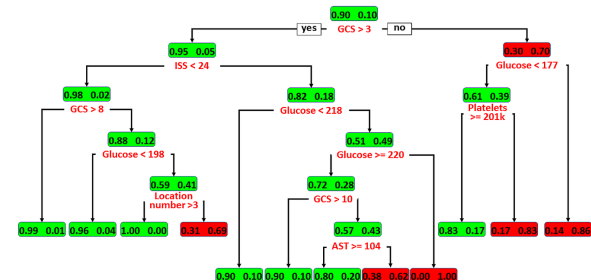 0.90 0.10
yes GCS > 3 no
0.95 0.05 0.30 0.70
ISS < 24 Glucose < 177
0.98 0.02 0.82 0.18 0.61 0.39
GCS > 8 Glucose < 218 Platelets
>= 201k
0.88 0.12 0.51 0.49
Glucose < 198 Glucose >= 220
0.59 0.41 0.72 0.28
Location
number >3 GCS > 10
0.99 0.01 0.96 0.04 1.00 0.00 0.31 0.69 0.57 0.43 0.83 0.17 0.17 0.83 0.14 0.86
AST >= 104
0.90 0.10 0.90 0.10 0.80 0.20 0.38 0.62 0.00 1.00